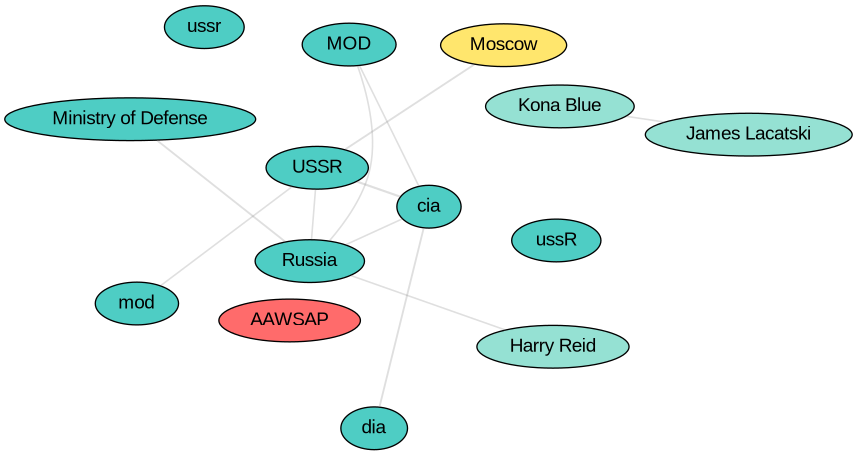 ussr
MOD
Moscow
Kona Blue
Ministry of Defense
James Lacatski
USSR
cia
ussR
Russia
mod
AAWSAP
Harry Reid
dia